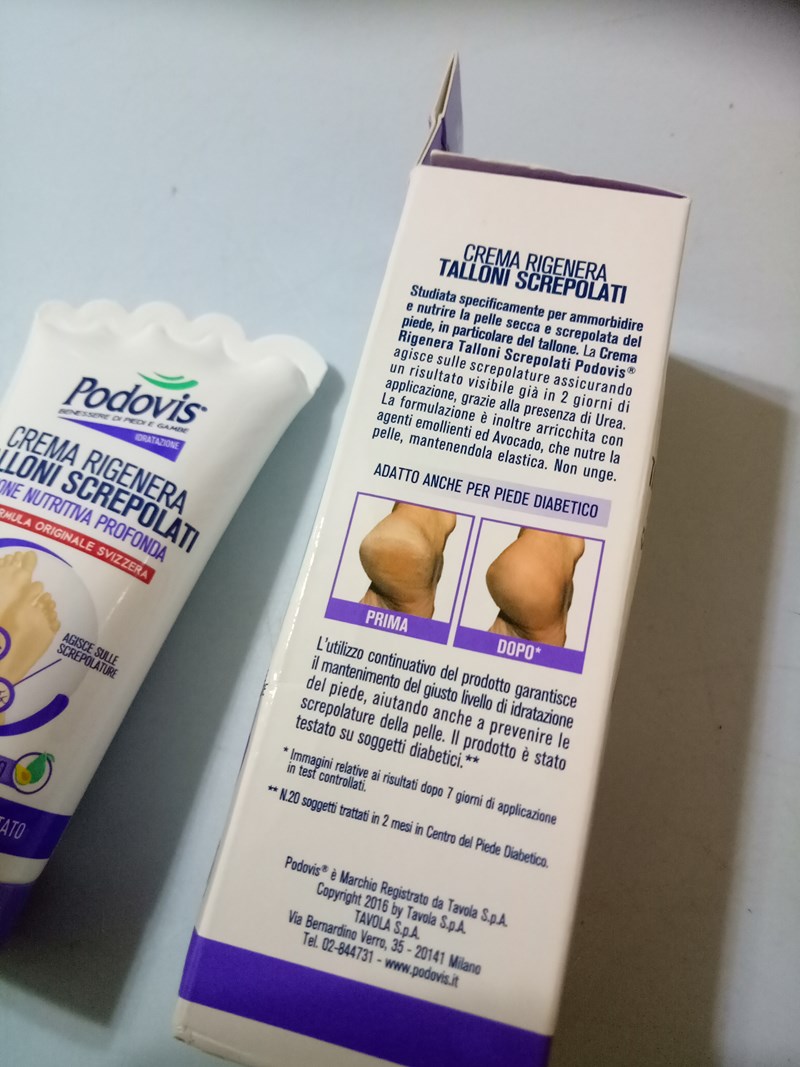 Podovis®
BENESSERE DI PIEDI E GAMBE
IDRATAZIONE
CREMA RIGENERA
SCREPOLATI
NUTRITIVA PROFONDA
ORIGINALE SVIZZERA
AGISCE SULLE
SCREPOLATURE
CREMA RIGENERA
TALLONI SCREPOLATI
Studiata specificamente per ammorbidire
e nutrire la pelle secca e screpolata del
piede, in particolare del tallone. La Crema
Rigenera Talloni Screpolati Podovis®
agisce sulle screpolature assicurando
un risultato visibile già in 2 giorni di
applicazione, grazie alla presenza di Urea.
La formulazione è inoltre arricchita con
agenti emollienti ed Avocado, che nutre la
pelle, mantenendola elastica. Non unge.
ADATTO ANCHE PER PIEDE DIABETICO
PRIMA
DOPO*
L'utilizzo continuativo del prodotto garantisce
il mantenimento del giusto livello di idratazione
del piede, aiutando anche a prevenire le
screpolature della pelle. Il prodotto è stato
testato su soggetti diabetici.**
* Immagini relative ai risultati dopo 7 giorni di applicazione
in test controllati.
** N.20 soggetti trattati in 2 mesi in Centro del Piede Diabetico.
Podovis® è Marchio Registrato da Tavola S.p.A.
Copyright 2016 by Tavola S.p.A.
TAVOLA S.p.A.
Via Bernardino Verro, 35 - 20141 Milano
Tel. 02-844731 - www.podovis.it